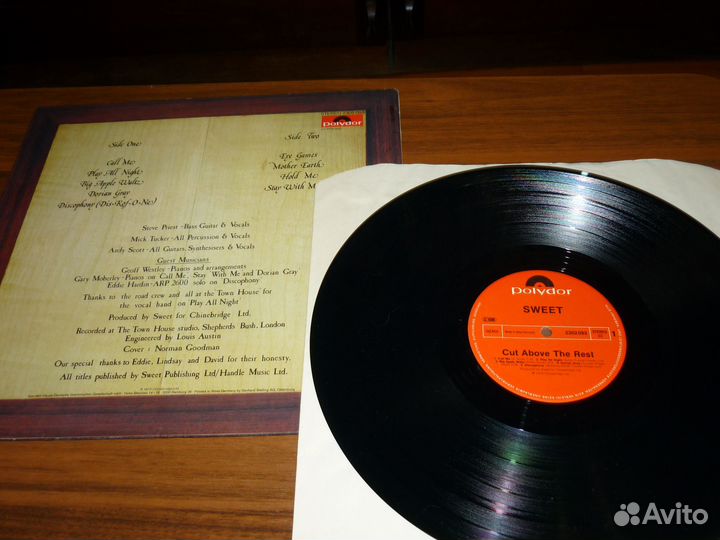 Polydor
Side One
Side Two
Call Me
Play All Night
Big Apple Waltz
Dorian Gray
Discophony (Dis-Kof-O-Ne)
Eye Games
Mother Earth
Hold Me
Stay With M
Steve Priest - Bass Guitar & Vocals
Mick Tucker - All Percussion & Vocals
Andy Scott - All Guitars, Synthesisers & Vocals
Guest Musicians
Geoff Westley - Pianos and arrangements
Gary Moberley - Pianos on Call Me, Stay With Me and Dorian Gray
Eddie Hardin - ARP 2600 solo on Discophony
Thanks to the road crew and all at the Town House
for the vocal hand on Play All Night
Produced by Sweet for Chinebridge Ltd.
Recorded at The Town House studio, Shepherds Bush, London
Engineered by Louis Austin
Cover : Norman Goodman
Our special thanks to Eddie, Lindsay and David for their honesty.
All titles published by Sweet Publishing Ltd/Handle Music Ltd.
Polydor
SWEET
STEREO
1
Cut Above The Rest
Avito